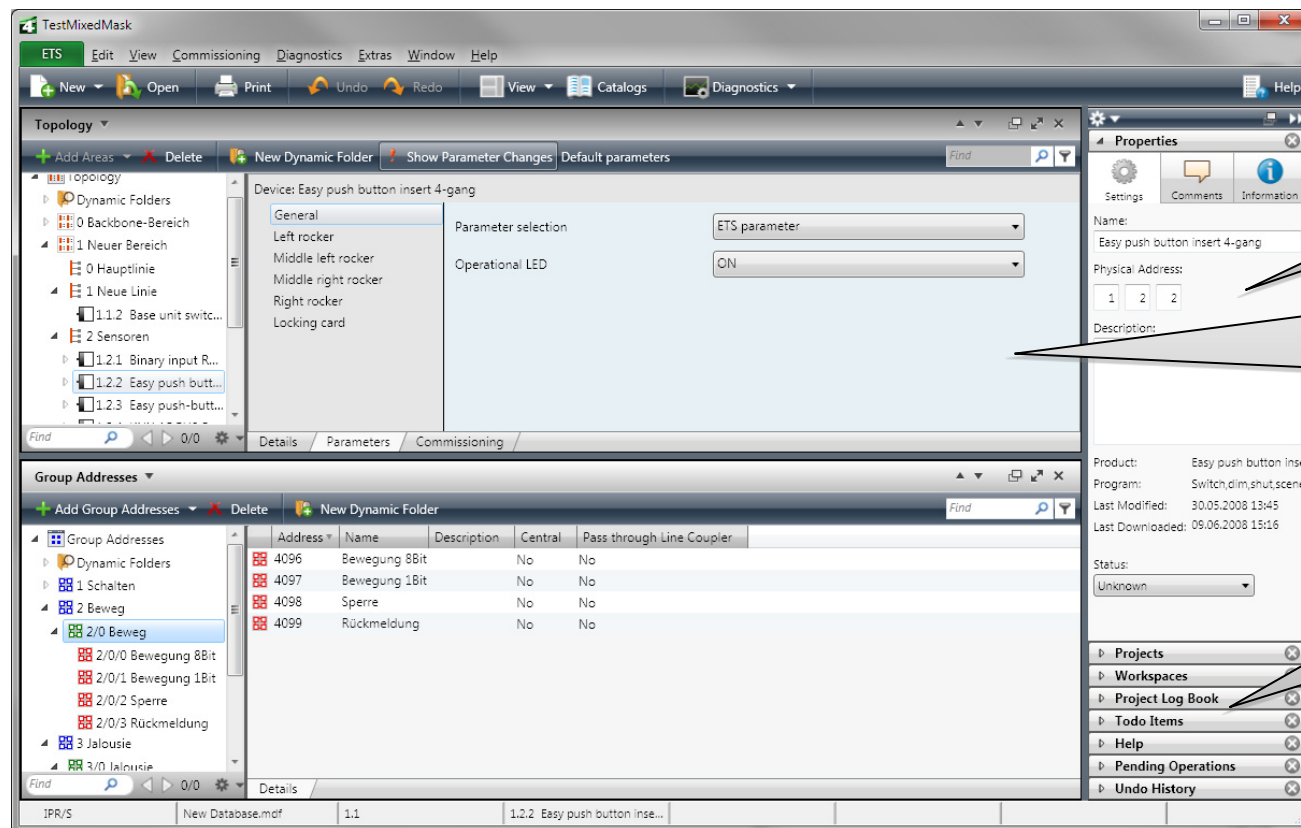 TestMixedMask
ETS Edit View Commissioning Diagnostics Extras Window Help
New Open Print Undo Redo View Catalogs Diagnostics Help
Topology
Add Areas Delete New Dynamic Folder Show Parameter Changes Default parameters Find
Topology
Dynamic Folders
0 Backbone-Bereich
1 Neuer Bereich
0 Hauptlinie
1 Neue Linie
1.1.2 Base unit switc...
2 Sensoren
1.2.1 Binary input R...
1.2.2 Easy push butt...
1.2.3 Easy push-butt...
Find 0/0
Device: Easy push button insert 4-gang
General
Left rocker
Middle left rocker
Middle right rocker
Right rocker
Locking card
Parameter selection ETS parameter
Operational LED ON
Details Parameters Commissioning
Group Addresses
Add Group Addresses Delete New Dynamic Folder Find
Group Addresses
Dynamic Folders
1 Schalten
2 Beweg
2/0 Beweg
2/0/0 Bewegung 8Bit
2/0/1 Bewegung 1Bit
2/0/2 Sperre
2/0/3 Rückmeldung
3 Jalousie
3/0 Jalousie
Find 0/0
Address Name Description Central Pass through Line Coupler
4096 Bewegung 8Bit No No
4097 Bewegung 1Bit No No
4098 Sperre No No
4099 Rückmeldung No No
Details
Properties
Settings Comments Information
Name:
Easy push button insert 4-gang
Physical Address:
1 2 2
Description:
Product: Easy push button inse
Program: Switch,dim,shut,scene
Last Modified: 30.05.2008 13:45
Last Downloaded: 09.06.2008 15:16
Status:
Unknown
Projects
Workspaces
Project Log Book
Todo Items
Help
Pending Operations
Undo History
IPR/S New Database.mdf 1.1 1.2.2 Easy push button inse...